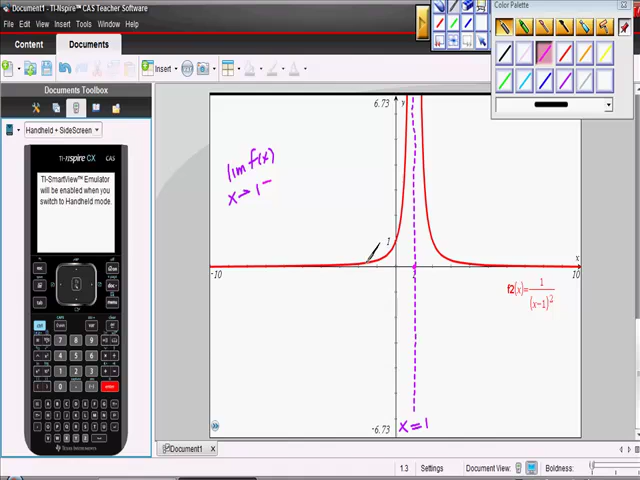 Document1 - TI-Nspire CAS Teacher Software
File Edit View Insert Tools Window Help
Content Documents
Insert
Documents Toolbox
Handheld + SideScreen
TI-nspire CX CAS
TI-SmartView™ Emulator
will be enabled when you
switch to Handheld mode.
Color Palette
6.73 y
lim f(x)
x→1⁻
1
x
-10 1 10
f2(x)=1/(x-1)²
-6.73
x=1
Document1
1.3 Settings Document View: Boldness: